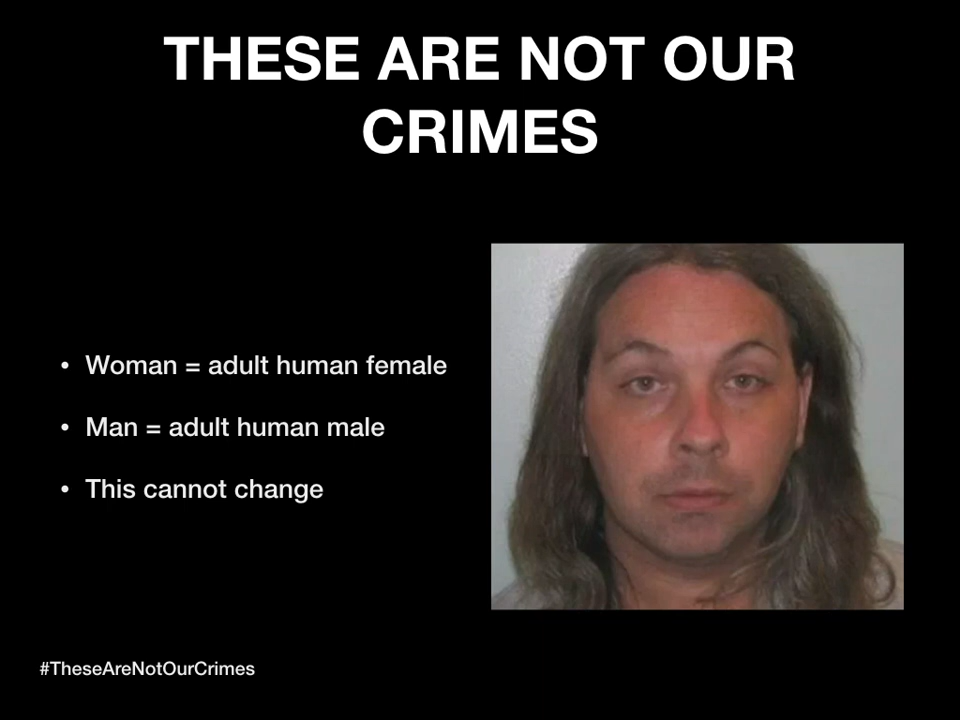 THESE ARE NOT OUR
CRIMES
• Woman = adult human female
• Man = adult human male
• This cannot change
#TheseAreNotOurCrimes